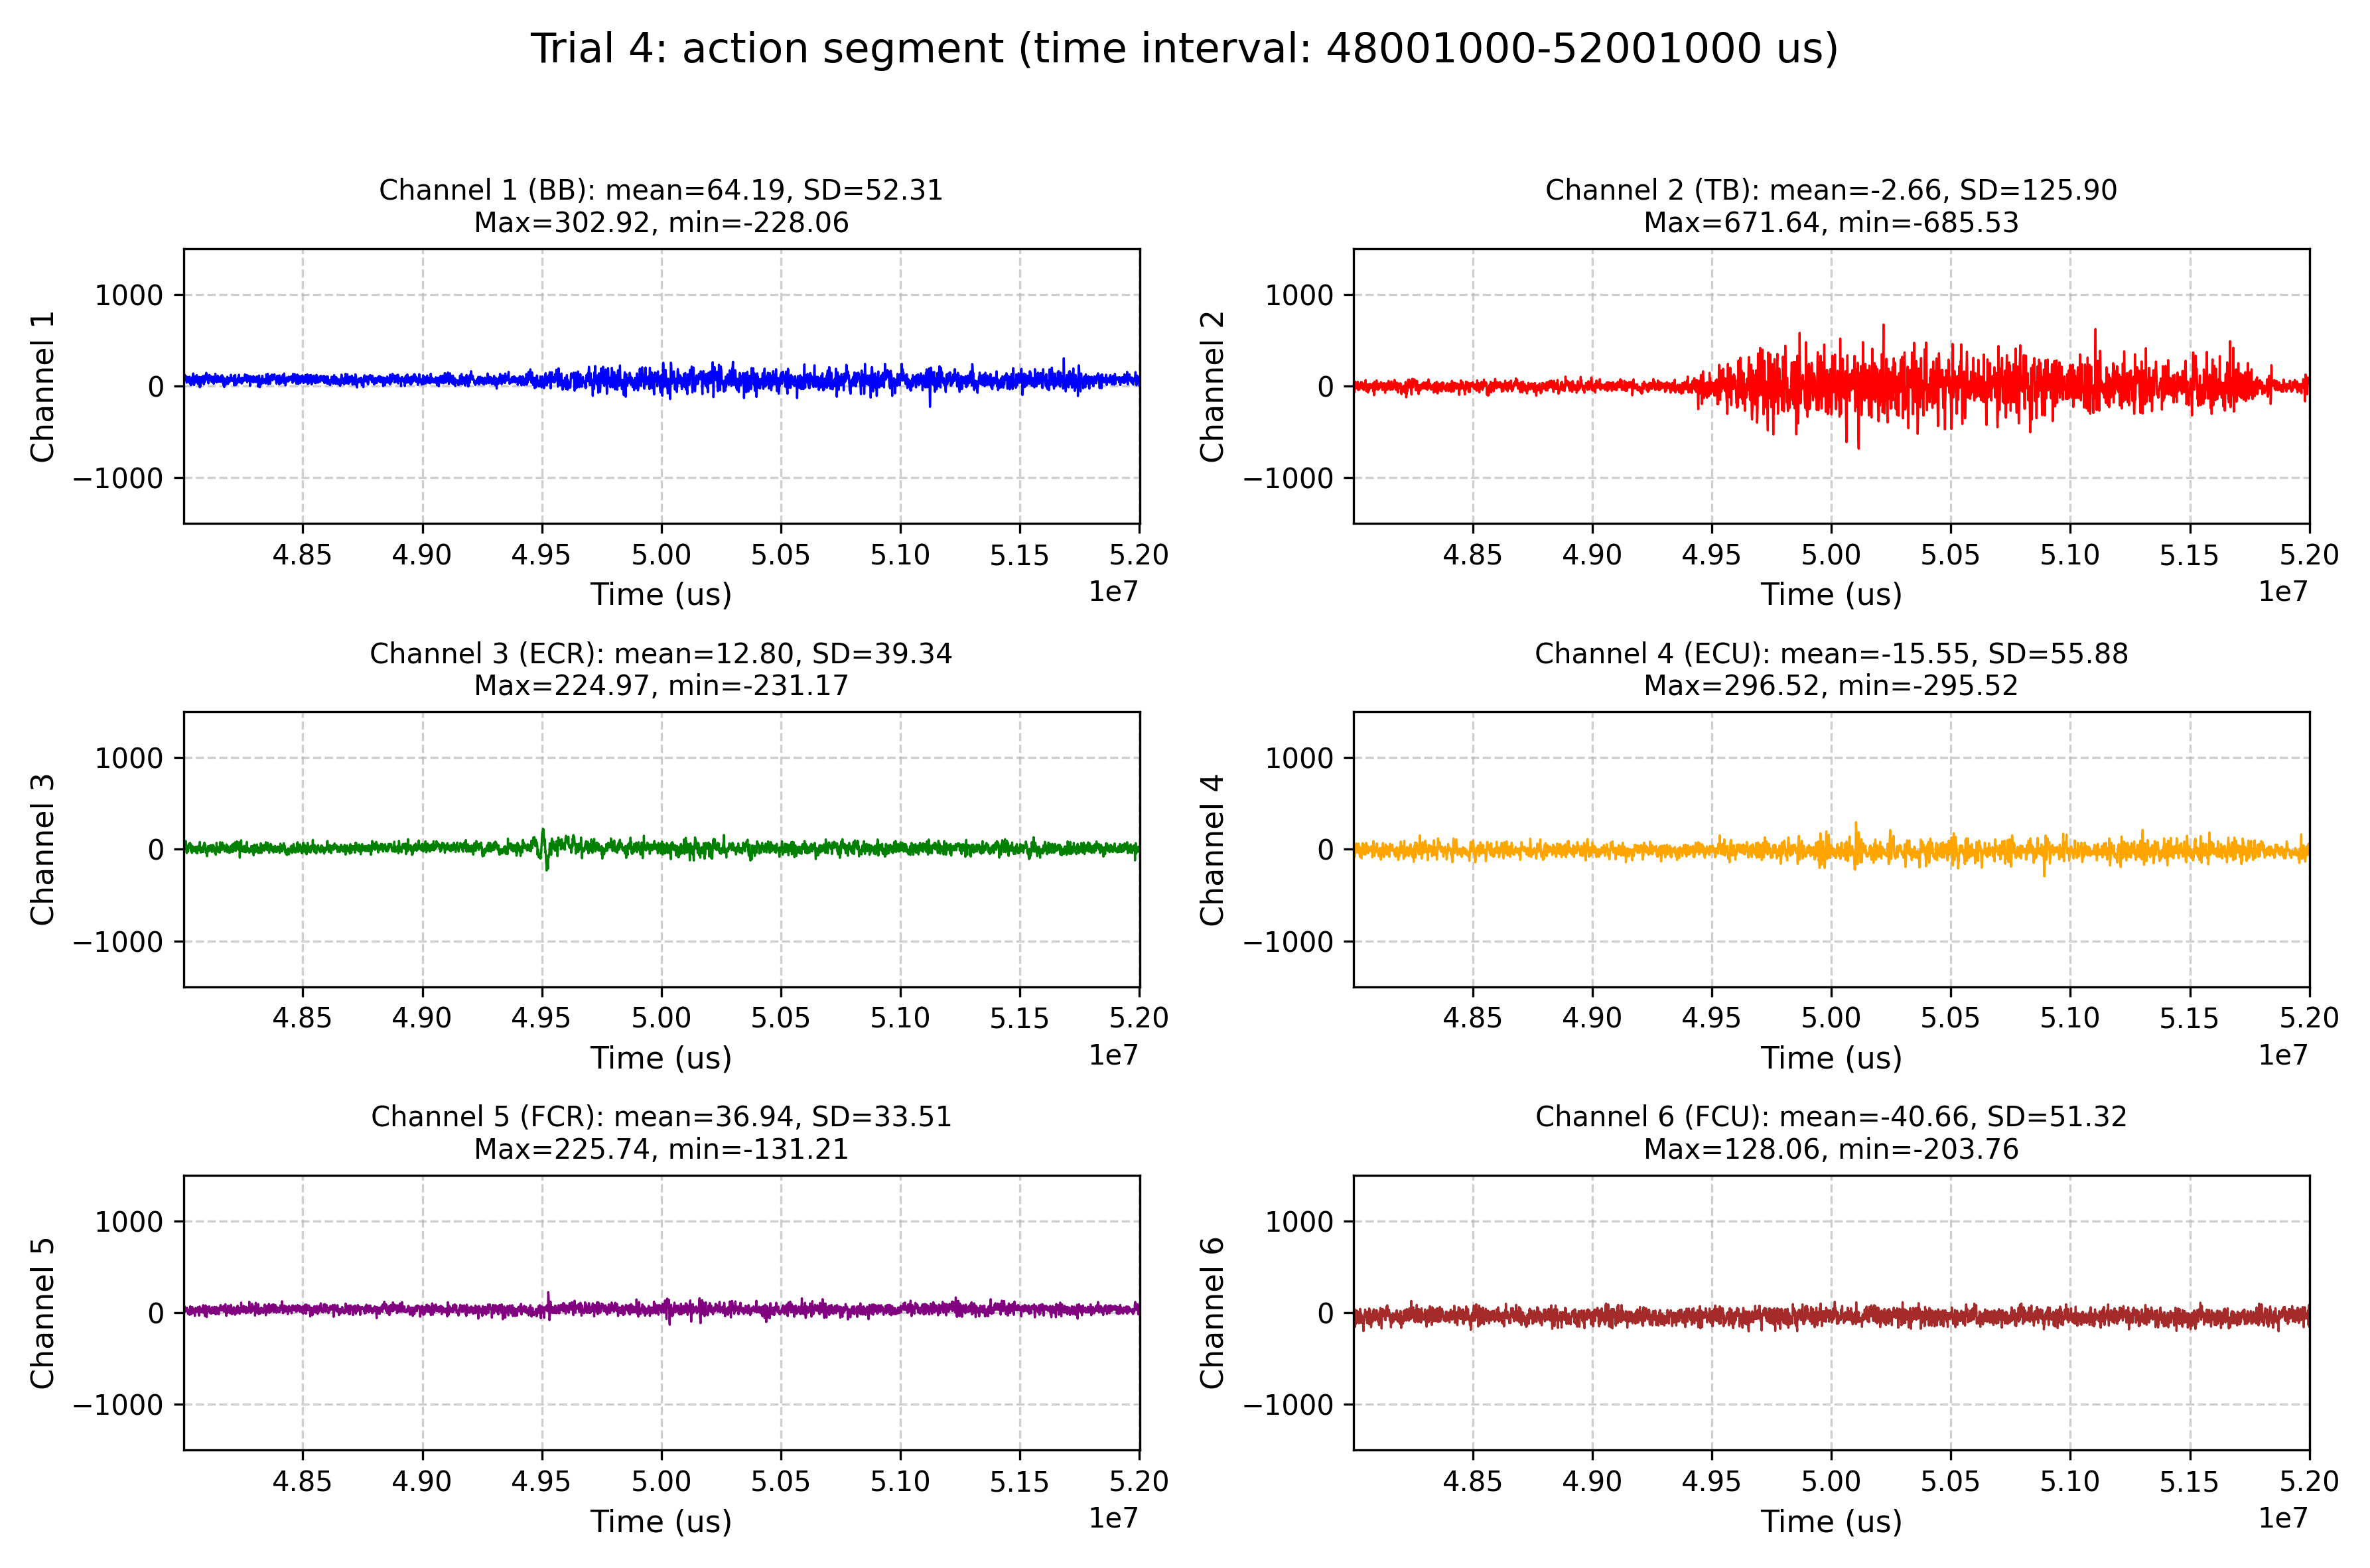 Trial 4: action segment (time interval: 48001000-52001000 us)
Channel 1 (BB): mean=64.19, SD=52.31
Max=302.92, min=-228.06
Channel 1
1000
0
−1000
4.85 4.90 4.95 5.00 5.05 5.10 5.15 5.20
Time (us)
1e7
Channel 2 (TB): mean=-2.66, SD=125.90
Max=671.64, min=-685.53
Channel 2
1000
0
−1000
4.85 4.90 4.95 5.00 5.05 5.10 5.15 5.20
Time (us)
1e7
Channel 3 (ECR): mean=12.80, SD=39.34
Max=224.97, min=-231.17
Channel 3
1000
0
−1000
4.85 4.90 4.95 5.00 5.05 5.10 5.15 5.20
Time (us)
1e7
Channel 4 (ECU): mean=-15.55, SD=55.88
Max=296.52, min=-295.52
Channel 4
1000
0
−1000
4.85 4.90 4.95 5.00 5.05 5.10 5.15 5.20
Time (us)
1e7
Channel 5 (FCR): mean=36.94, SD=33.51
Max=225.74, min=-131.21
Channel 5
1000
0
−1000
4.85 4.90 4.95 5.00 5.05 5.10 5.15 5.20
Time (us)
1e7
Channel 6 (FCU): mean=-40.66, SD=51.32
Max=128.06, min=-203.76
Channel 6
1000
0
−1000
4.85 4.90 4.95 5.00 5.05 5.10 5.15 5.20
Time (us)
1e7